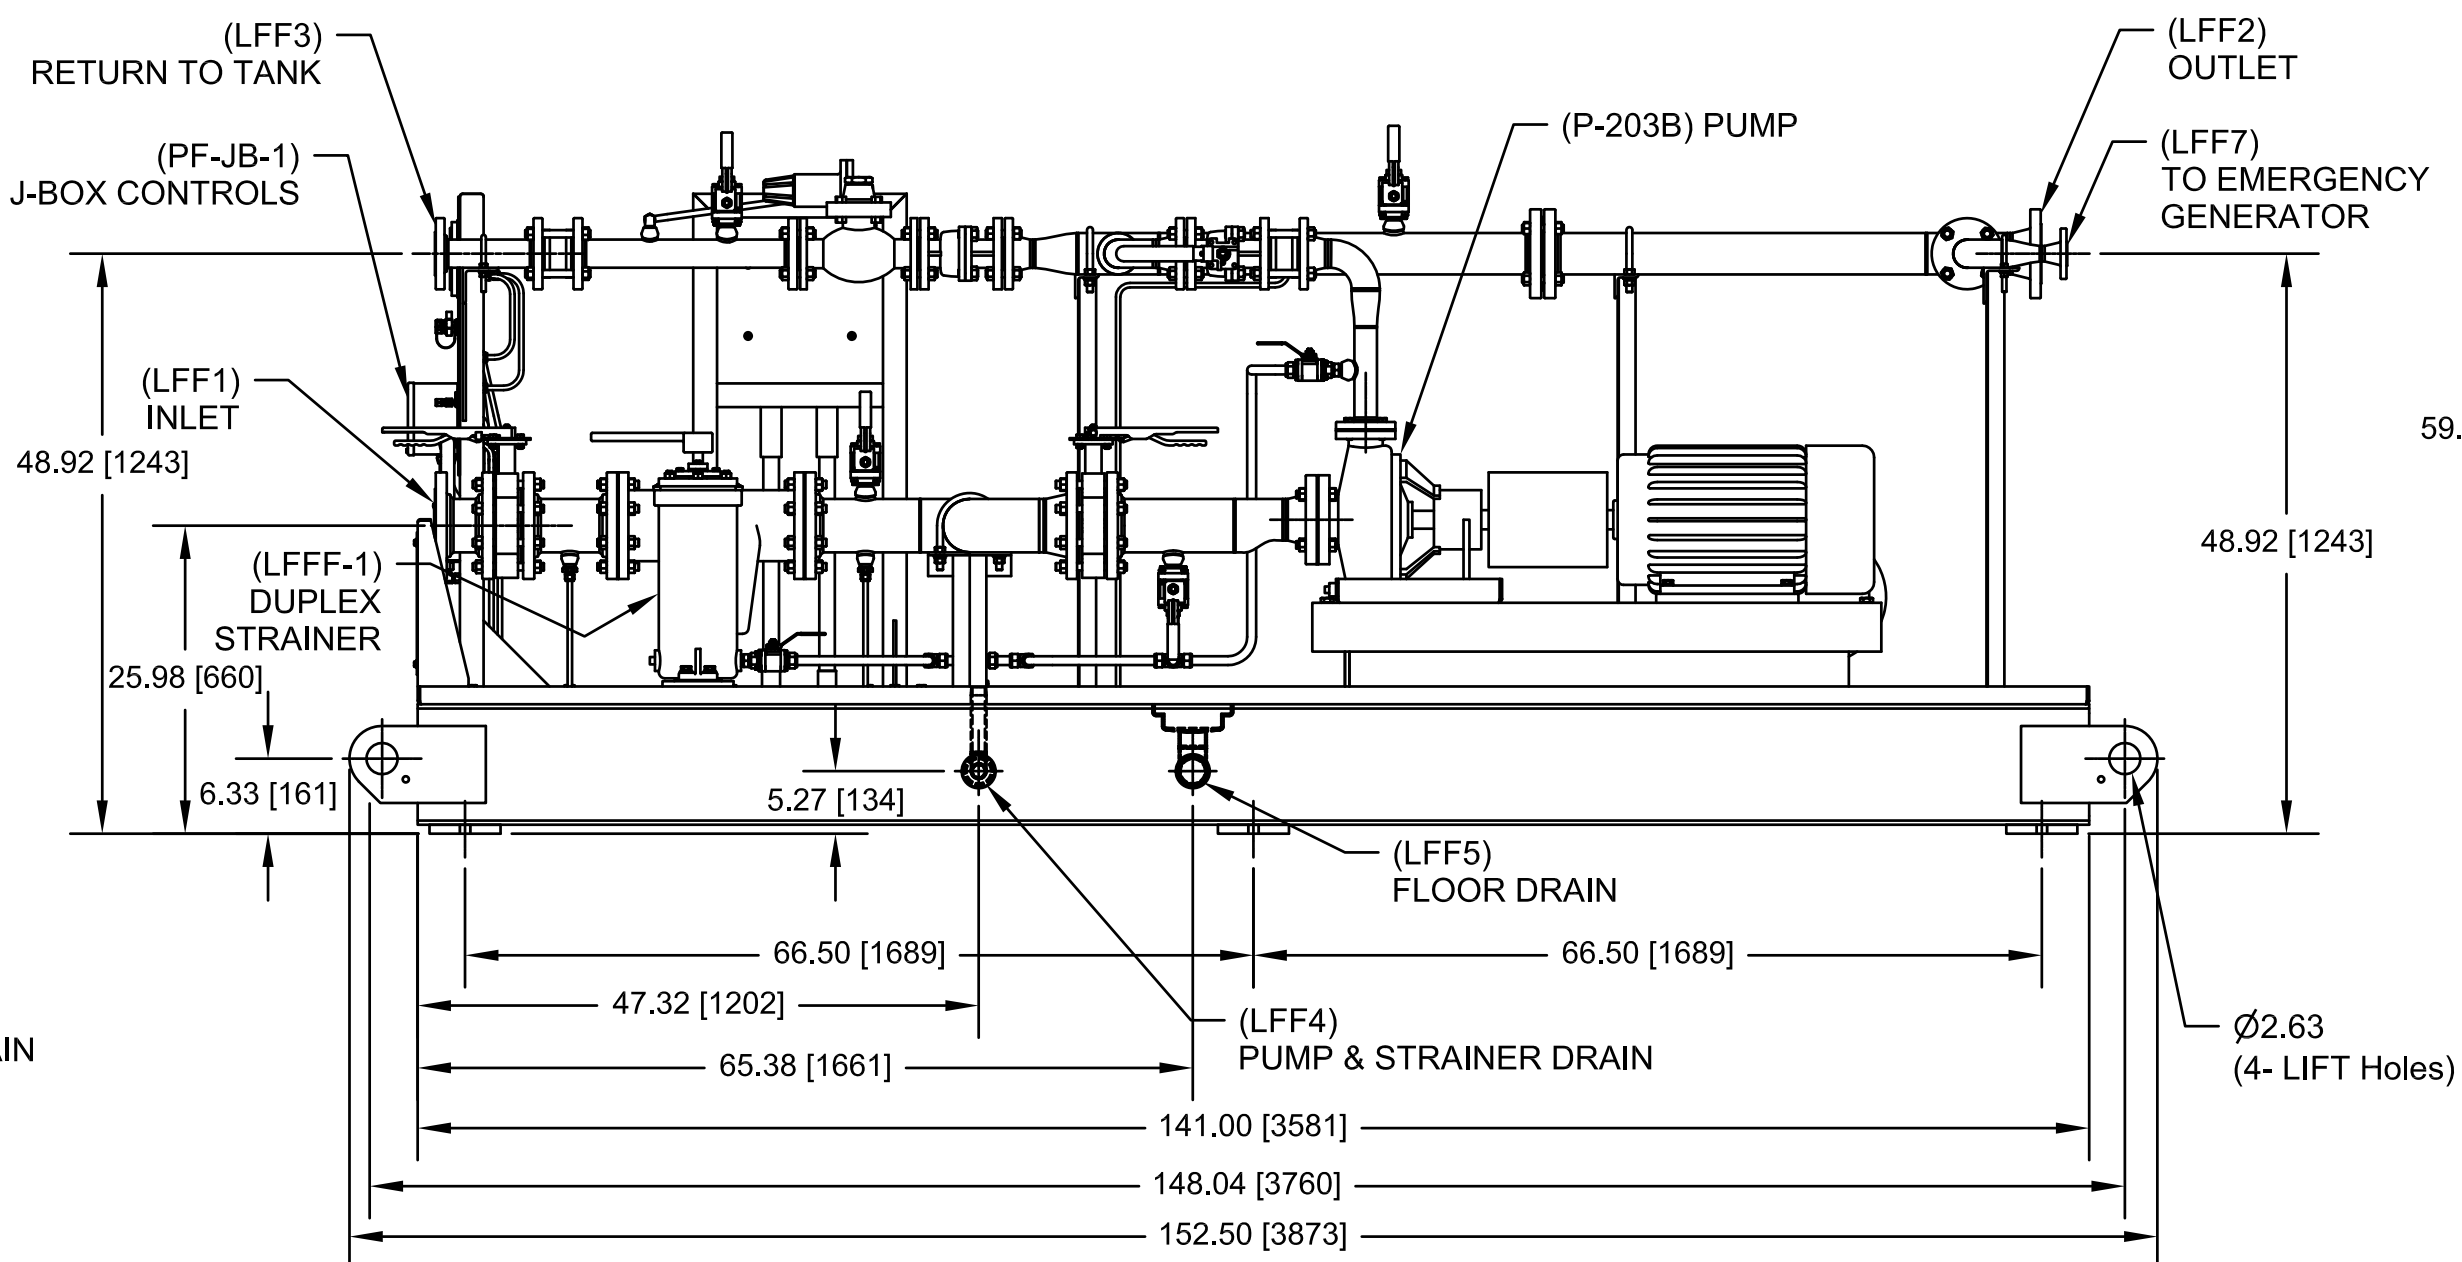 (LFF3)
RETURN TO TANK
(LFF2)
OUTLET
(P-203B) PUMP
(PF-JB-1)
J-BOX CONTROLS
(LFF7)
TO EMERGENCY
GENERATOR
(LFF1)
INLET
59.
48.92 [1243]
48.92 [1243]
(LFFF-1)
DUPLEX
STRAINER
25.98 [660]
6.33 [161]
5.27 [134]
(LFF5)
FLOOR DRAIN
66.50 [1689]
66.50 [1689]
47.32 [1202]
(LFF4)
PUMP & STRAINER DRAIN
Ø2.63
(4- LIFT Holes)
AIN
65.38 [1661]
141.00 [3581]
148.04 [3760]
152.50 [3873]